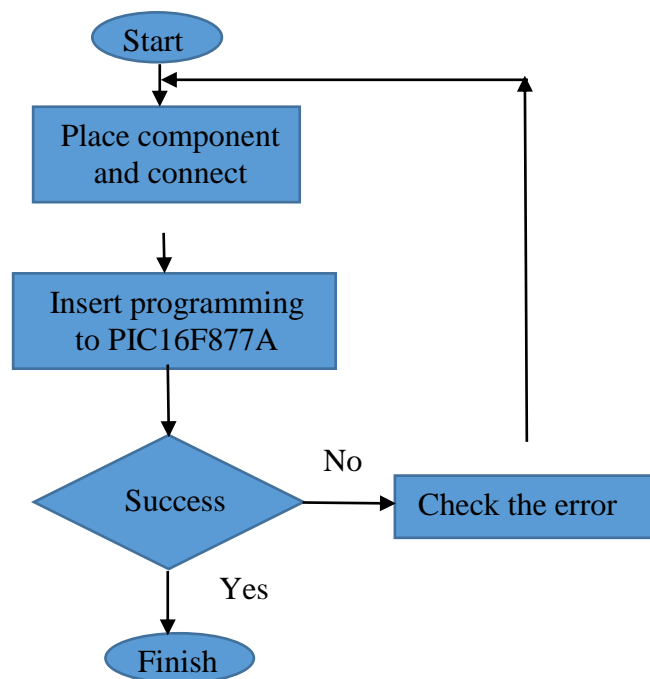 Start
Place component
and connect
Insert programming
to PIC16F877A
No
Success
Check the error
Yes
Finish